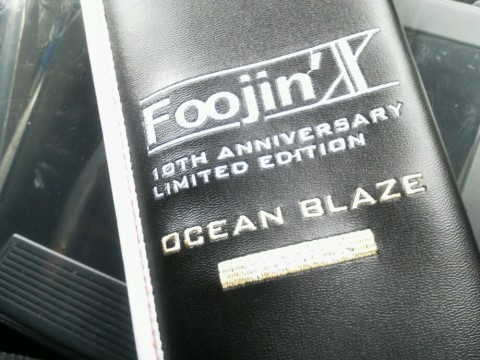 Foojin'X
10TH ANNIVERSARY
LIMITED EDITION
OCEAN BLAZE